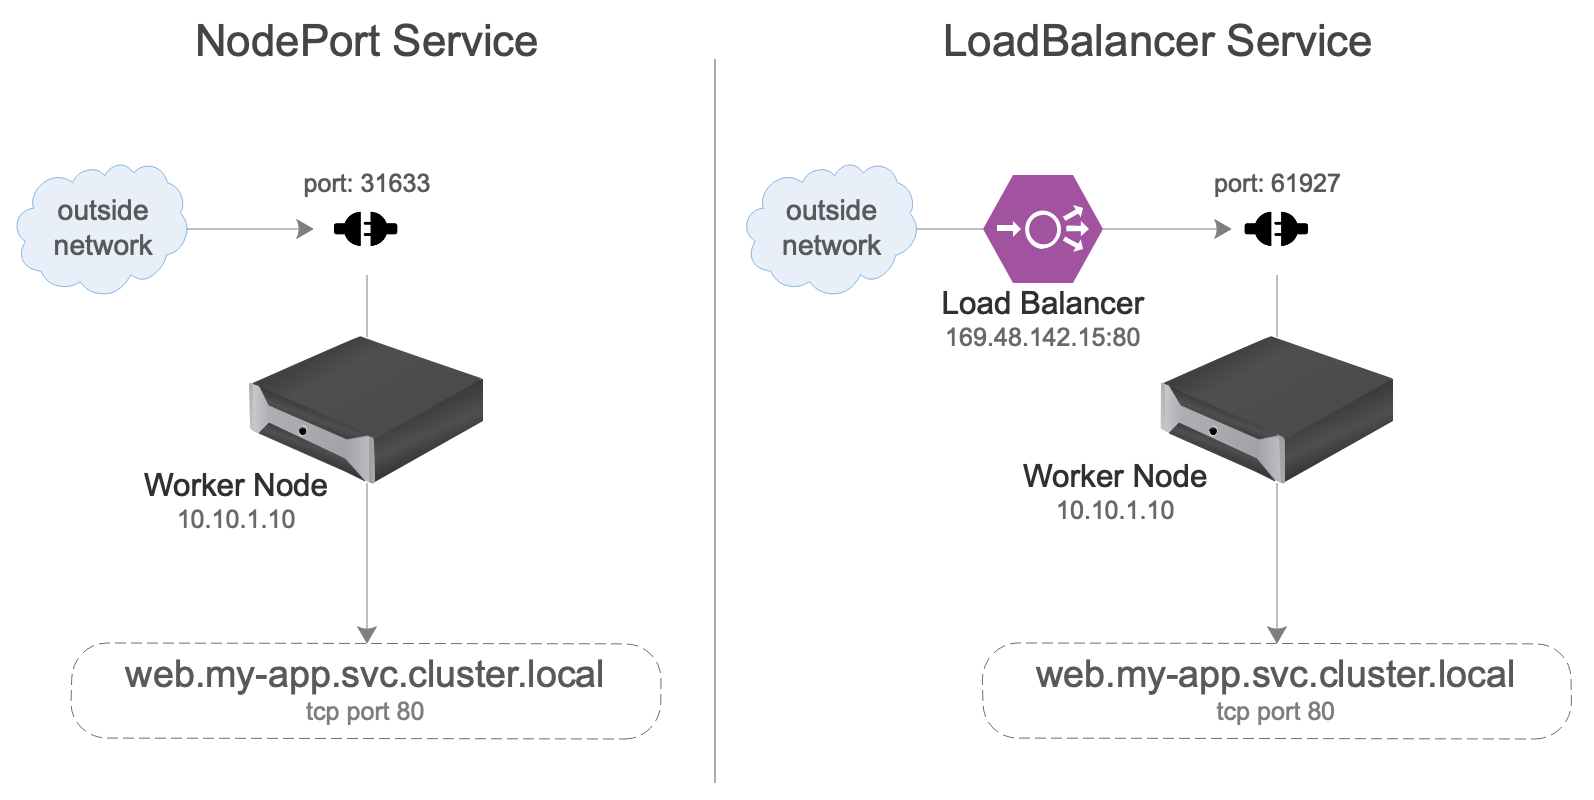 NodePort Service
outside
network
port: 31633
Worker Node
10.10.1.10
web.my-app.svc.cluster.local
tcp port 80
LoadBalancer Service
outside
network
Load Balancer
169.48.142.15:80
port: 61927
Worker Node
10.10.1.10
web.my-app.svc.cluster.local
tcp port 80